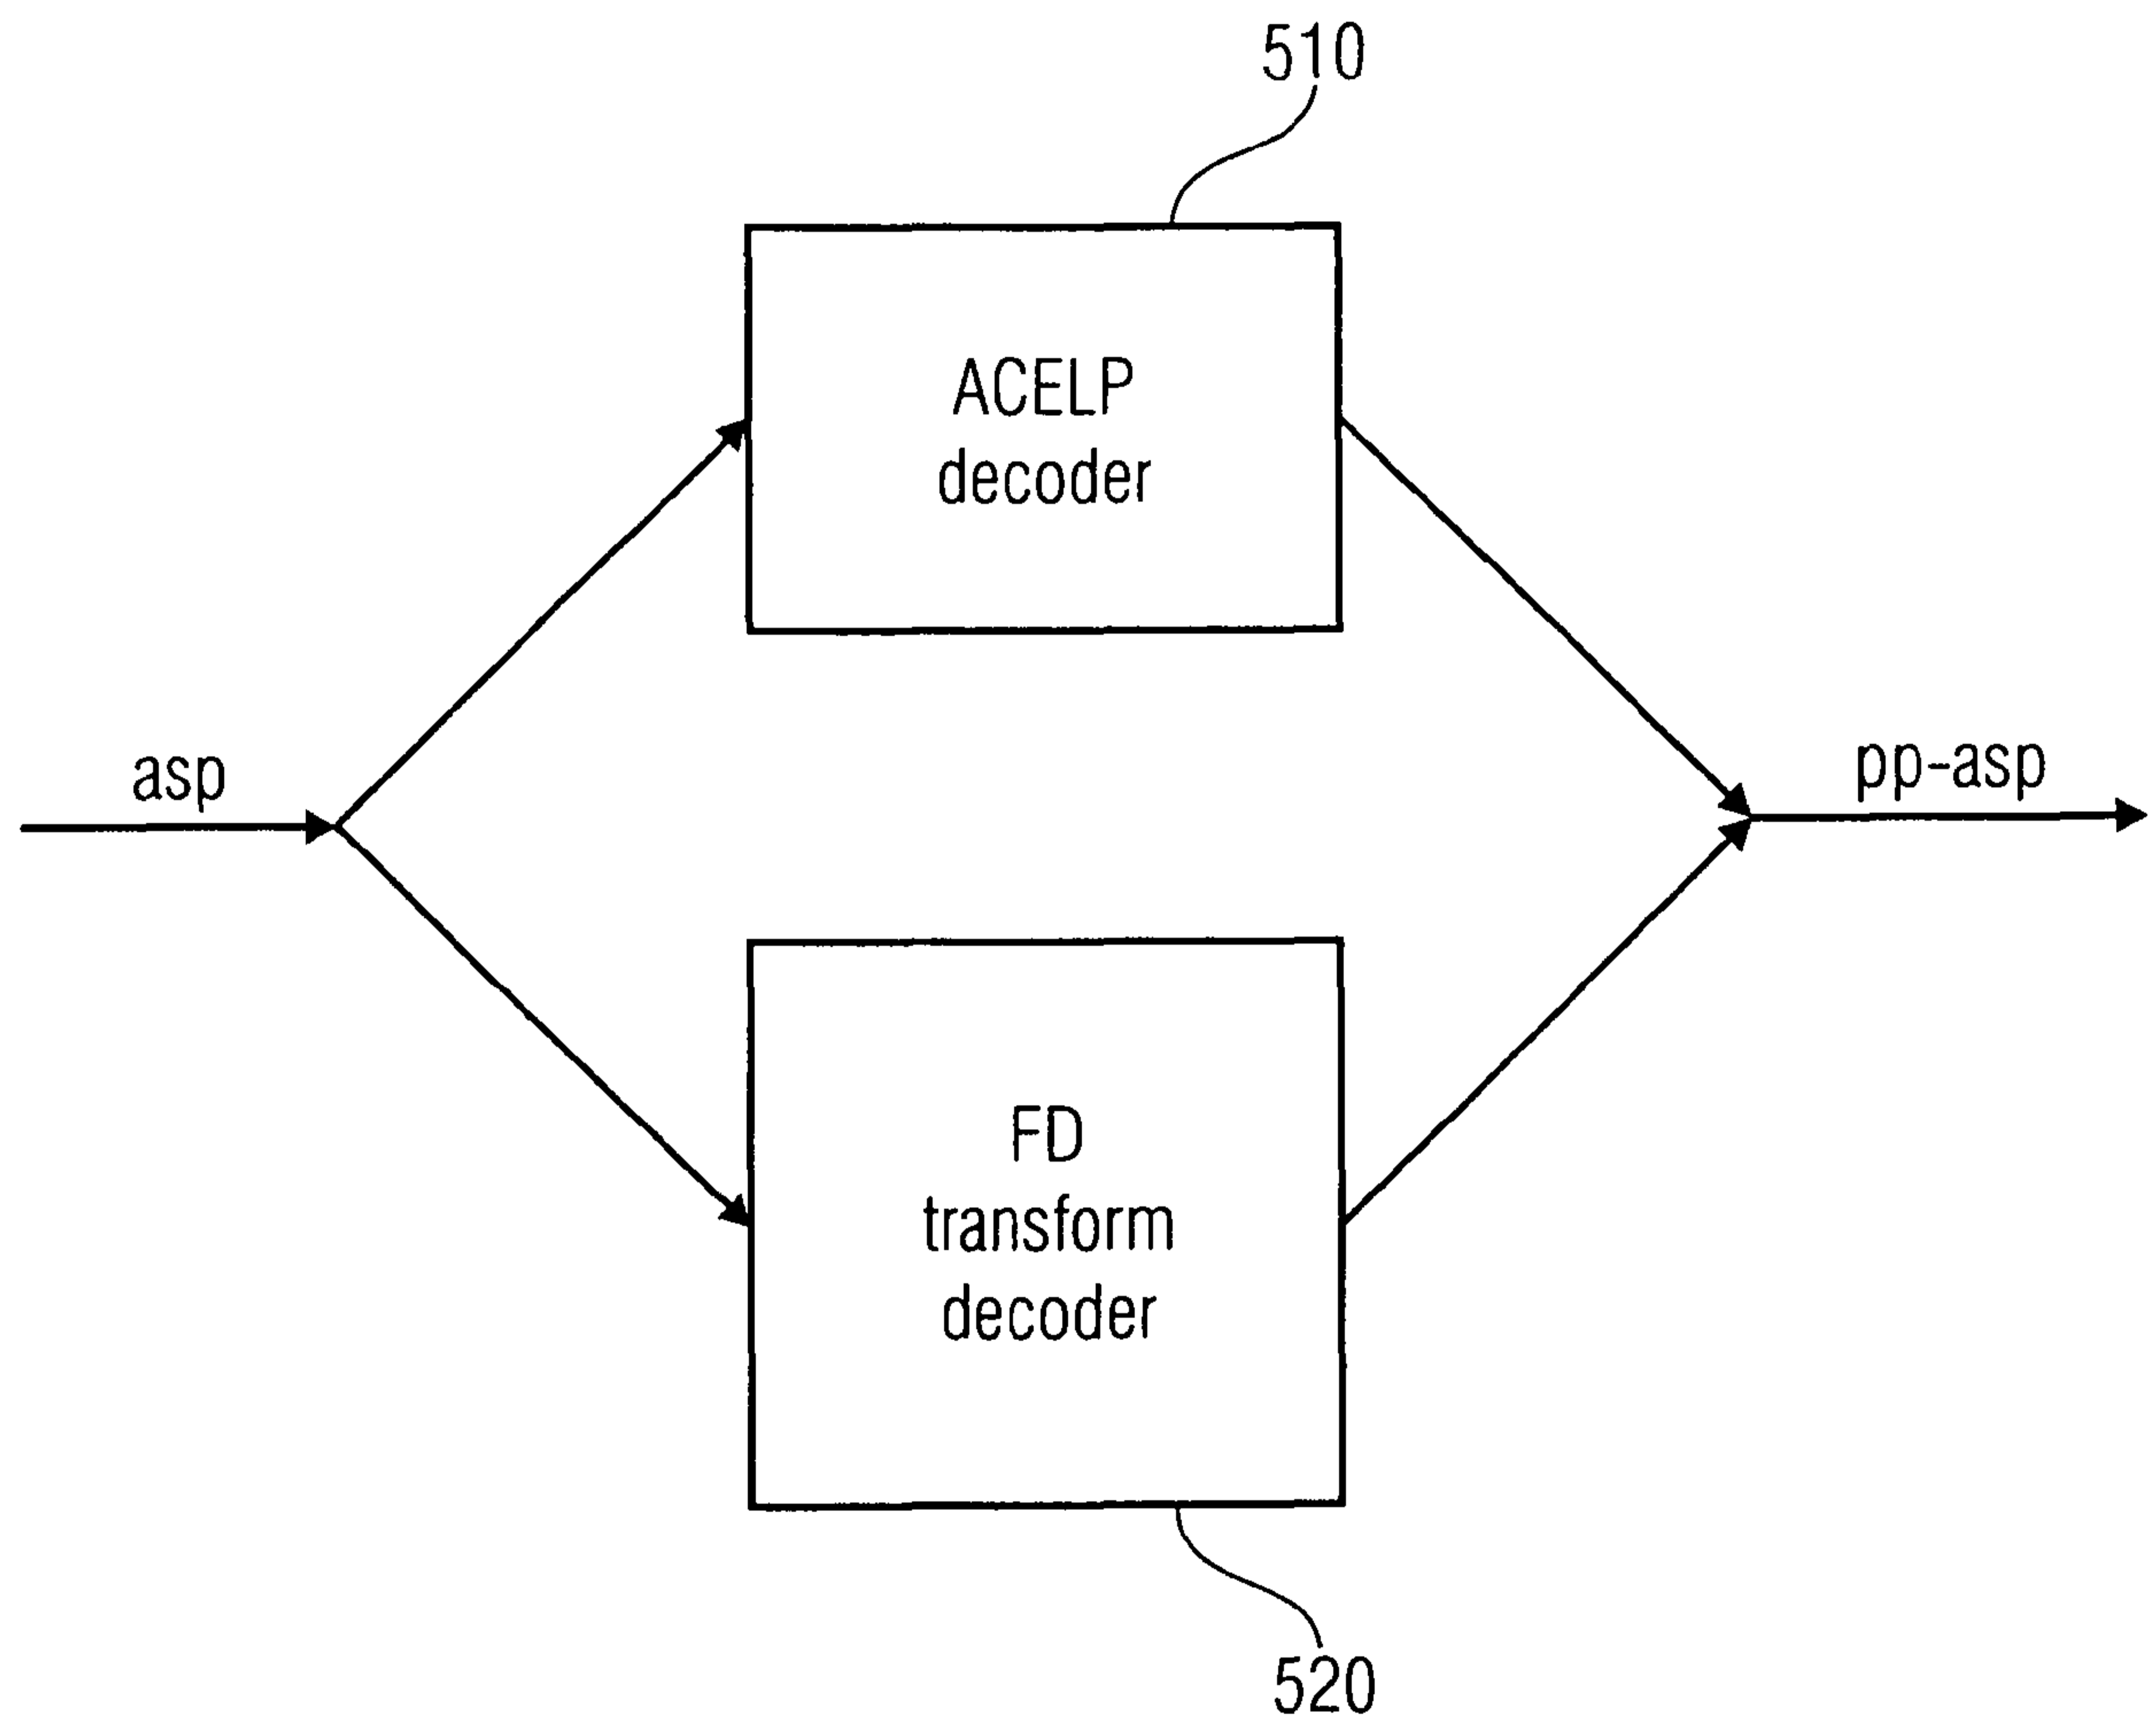 510
ACELP
decoder
asp
pp-asp
FD
transform
decoder
520